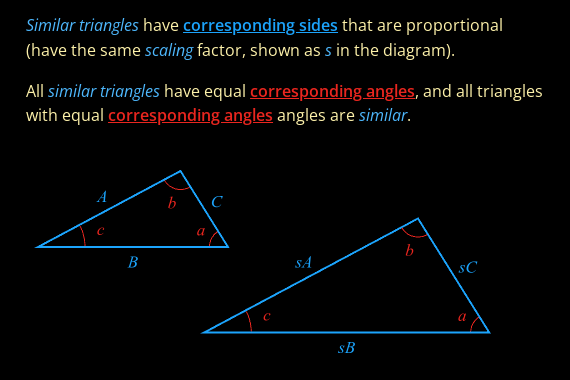 Similar triangles have corresponding sides that are proportional
(have the same scaling factor, shown as s in the diagram).
All similar triangles have equal corresponding angles, and all triangles
with equal corresponding angles angles are similar.
A
b
C
c
a
B
b
sA
sC
c
a
sB